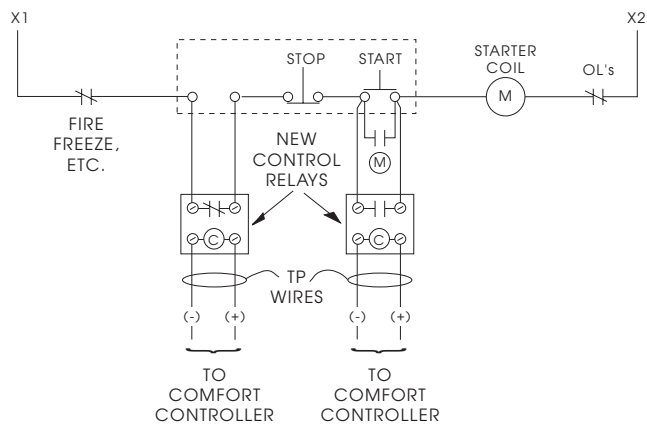 X1
X2
STOP
START
STARTER
COIL
M
OL's
FIRE
FREEZE,
ETC.
NEW
CONTROL
RELAYS
M
C
C
TP
WIRES
(-)
(+)
(-)
(+)
TO
COMFORT
CONTROLLER
TO
COMFORT
CONTROLLER